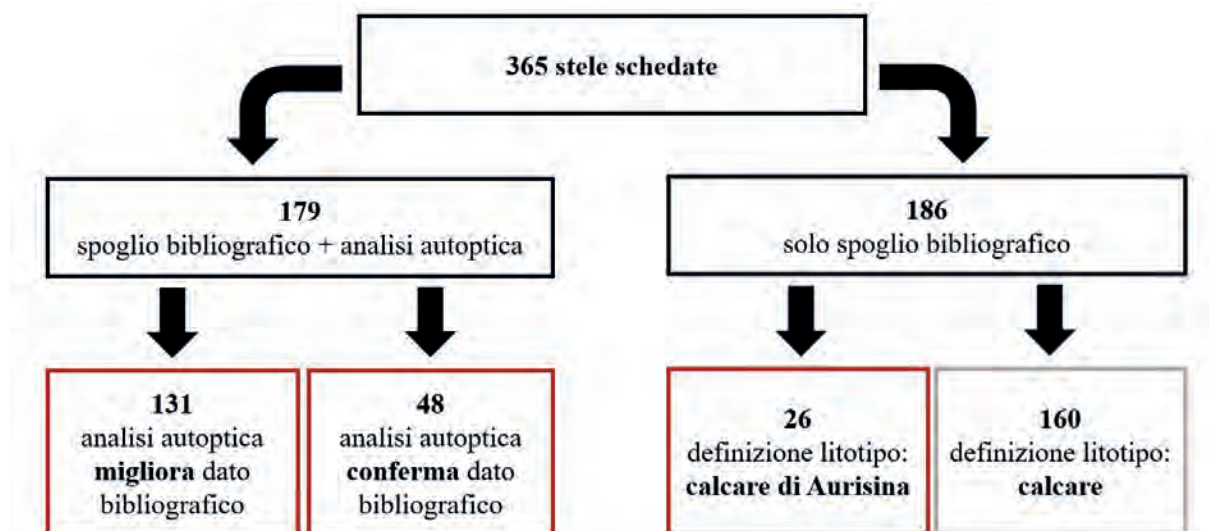 365 stele schedate
179
spoglio bibliografico + analisi autoptica
186
solo spoglio bibliografico
131
analisi autoptica
migliora dato
bibliografico
48
analisi autoptica
conferma dato
bibliografico
26
definizione litotipo:
calcare di Aurisina
160
definizione litotipo:
calcare